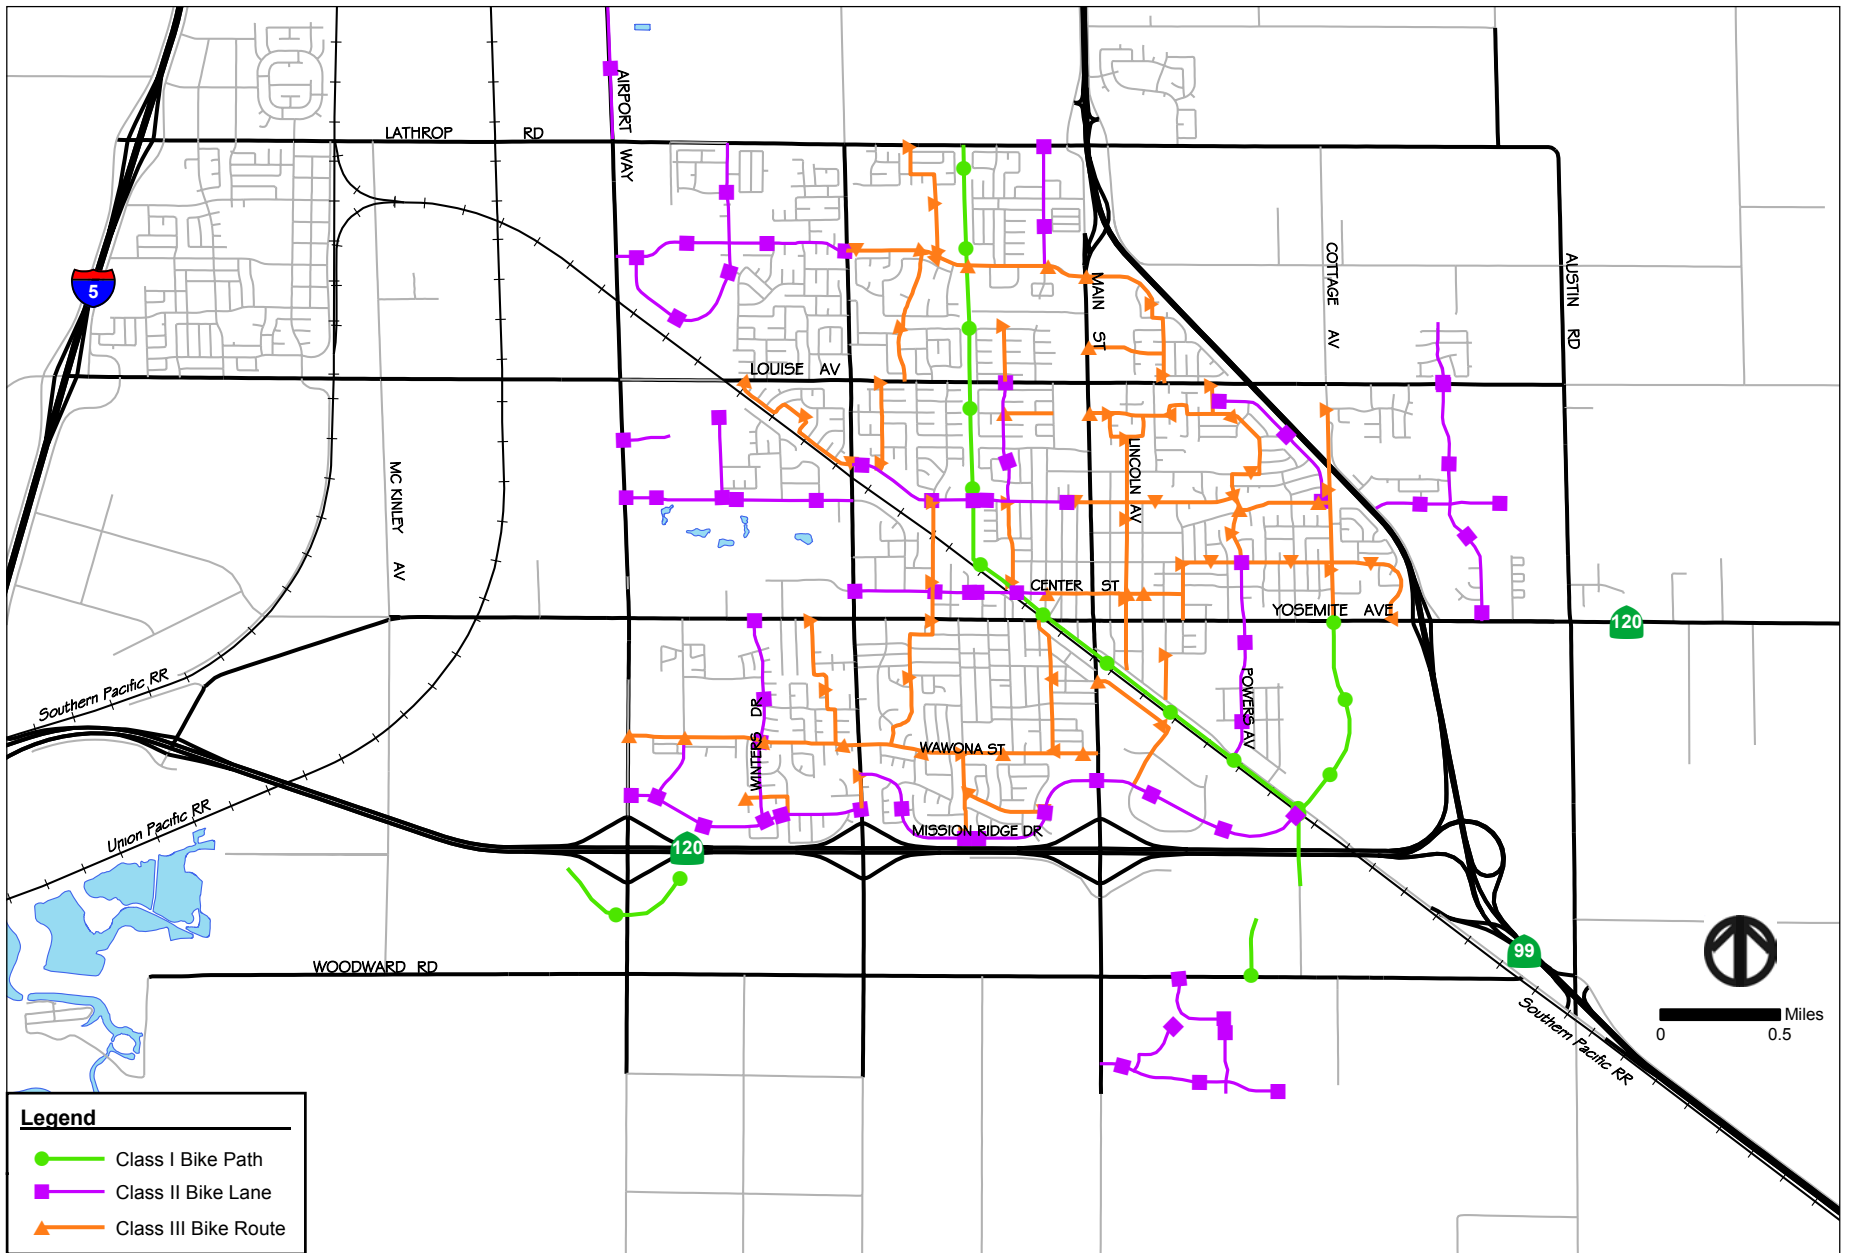 AIRPORT WAY
LATHROP RD
5
COTTAGE AV
AUSTIN RD
MAIN ST
LOUISE AV
MC KINLEY AV
LINCOLN AV
CENTER ST
YOSEMITE AVE
120
Southern Pacific RR
POWERS AV
WINTERS DR
WAWONA ST
Union Pacific RR
MISSION RIDGE DR
120
99
WOODWARD RD
Southern Pacific RR
Miles
0 0.5
Legend
Class I Bike Path
Class II Bike Lane
Class III Bike Route